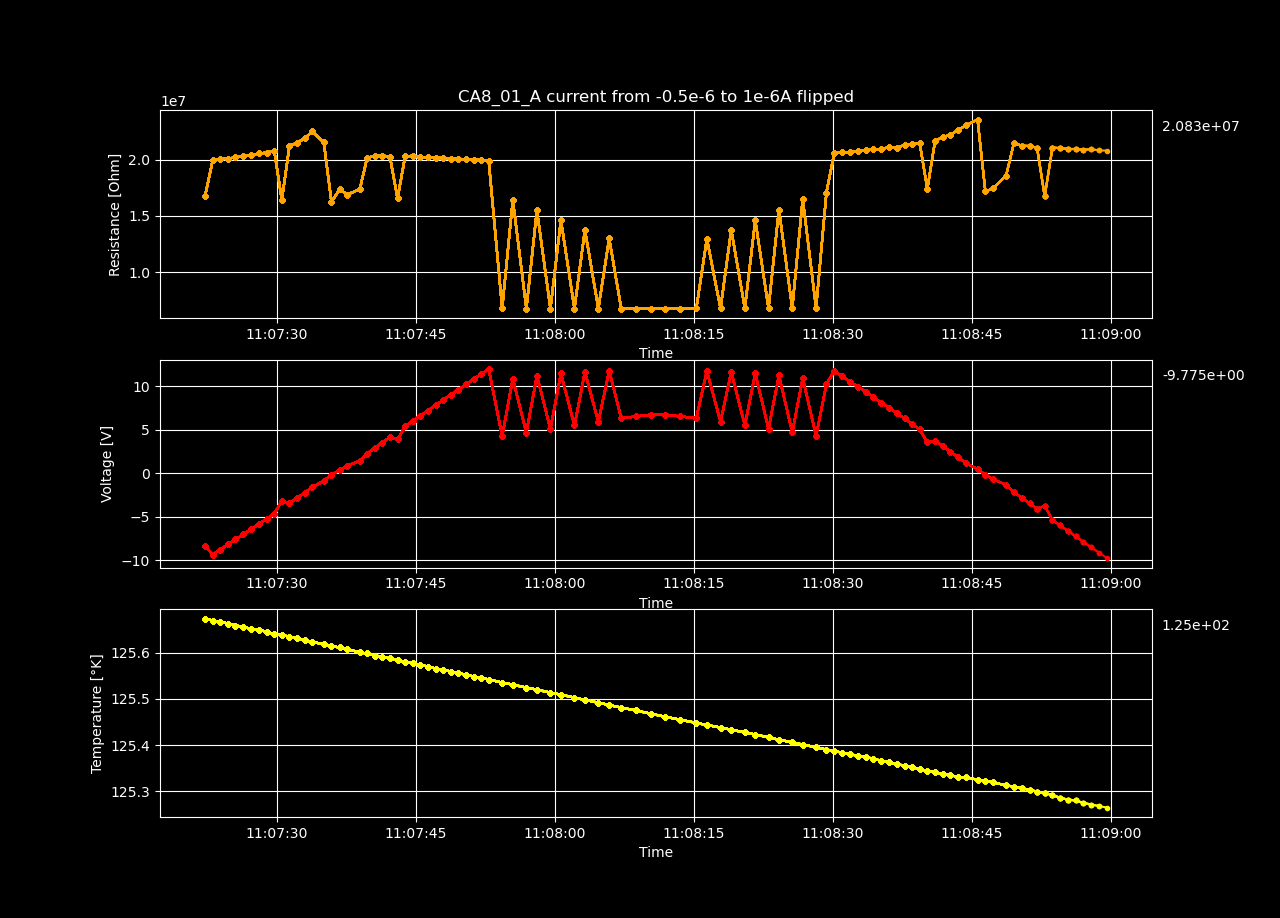 CA8_01_A current from -0.5e-6 to 1e-6A flipped
1e7
2.083e+07
Resistance [Ohm]
2.0
1.5
1.0
11:07:30 11:07:45 11:08:00 11:08:15 11:08:30 11:08:45 11:09:00
Time
-9.775e+00
Voltage [V]
10
5
0
−5
−10
11:07:30 11:07:45 11:08:00 11:08:15 11:08:30 11:08:45 11:09:00
Time
1.25e+02
Temperature [°K]
125.6
125.5
125.4
125.3
11:07:30 11:07:45 11:08:00 11:08:15 11:08:30 11:08:45 11:09:00
Time